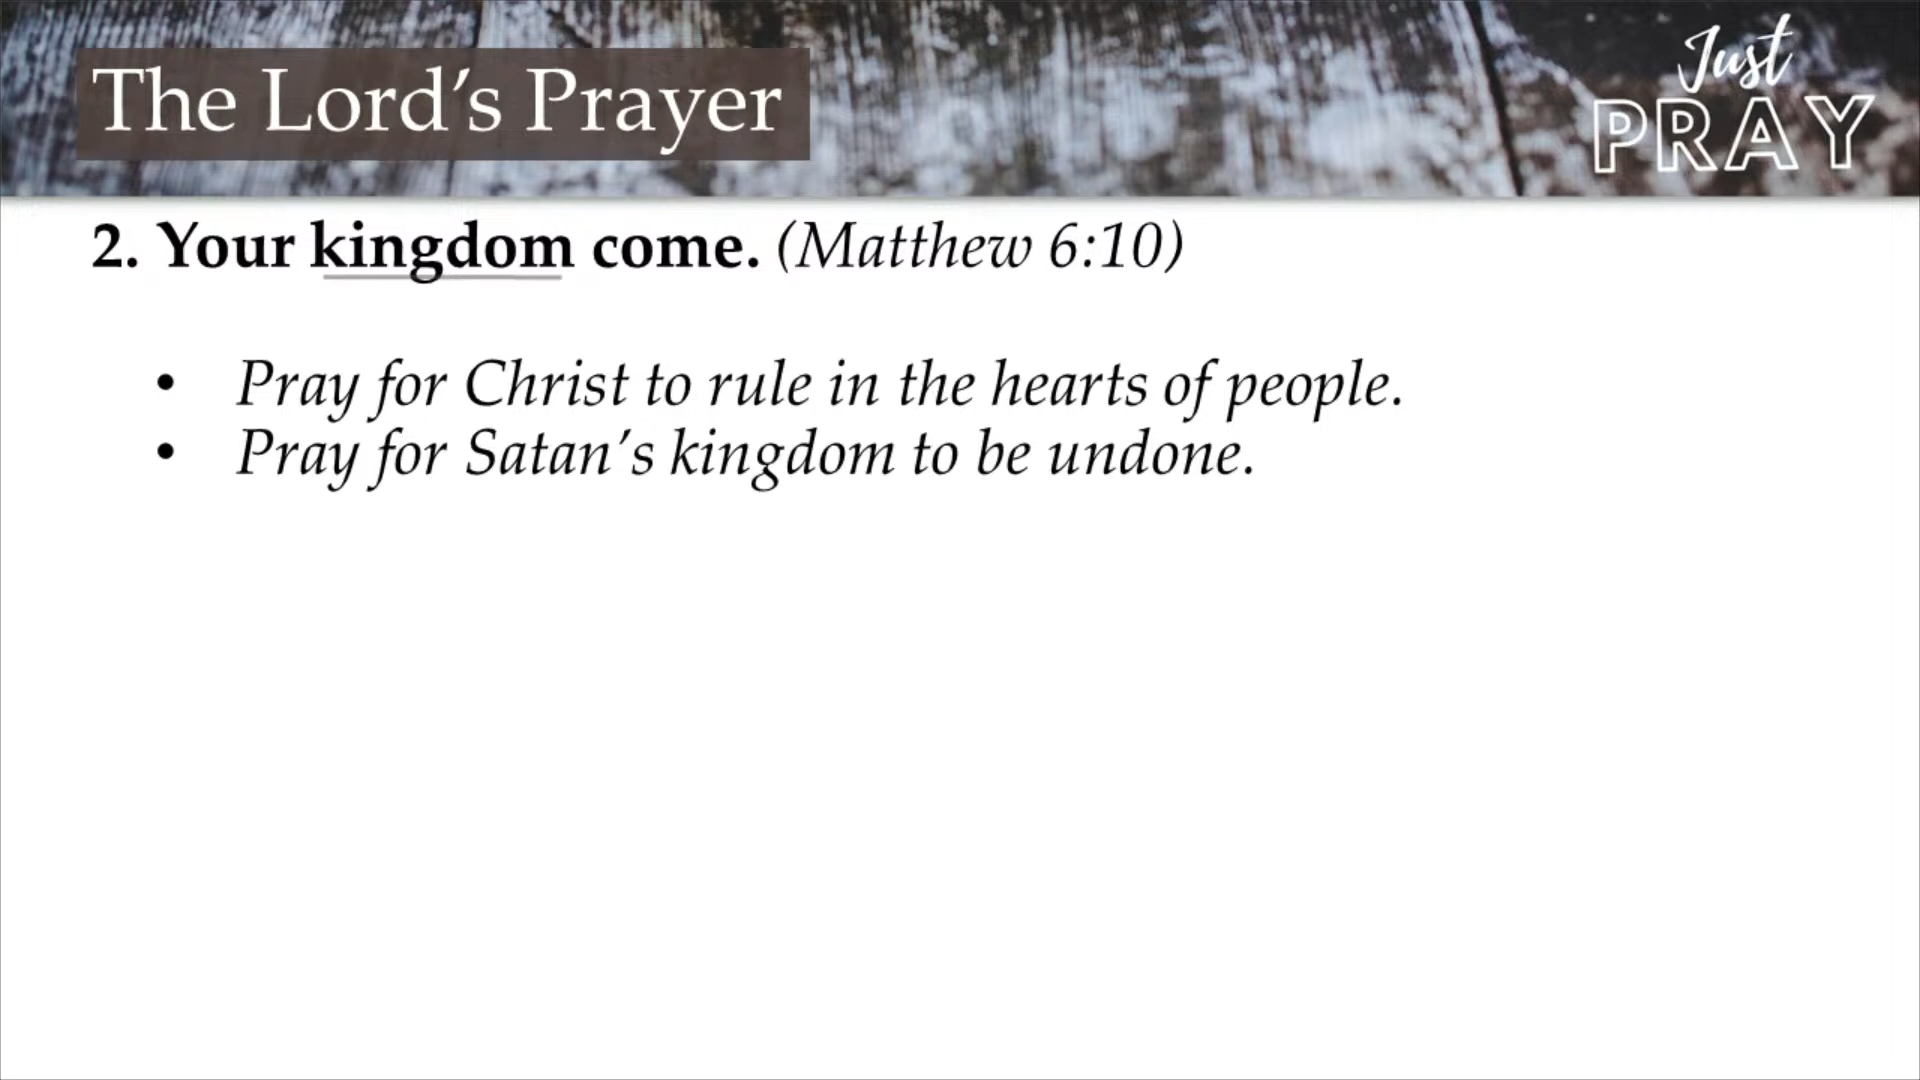 The Lord’s Prayer
Just
PRAY
2. Your kingdom come. (Matthew 6:10)
• Pray for Christ to rule in the hearts of people.
• Pray for Satan’s kingdom to be undone.